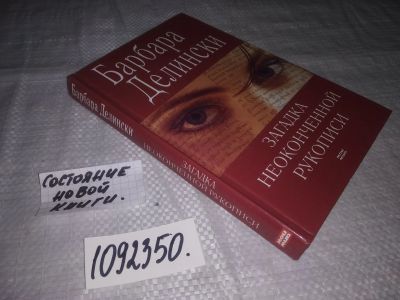 Барбара
Делински
ЗАГАДКА
НЕОКОНЧЕННОЙ
РУКОПИСИ
Барбара Делински
ЗАГАДКА
НЕОКОНЧЕННОЙ РУКОПИСИ
СОСТОЯНИЕ
НОВОЙ
КНИГИ.
1092350.